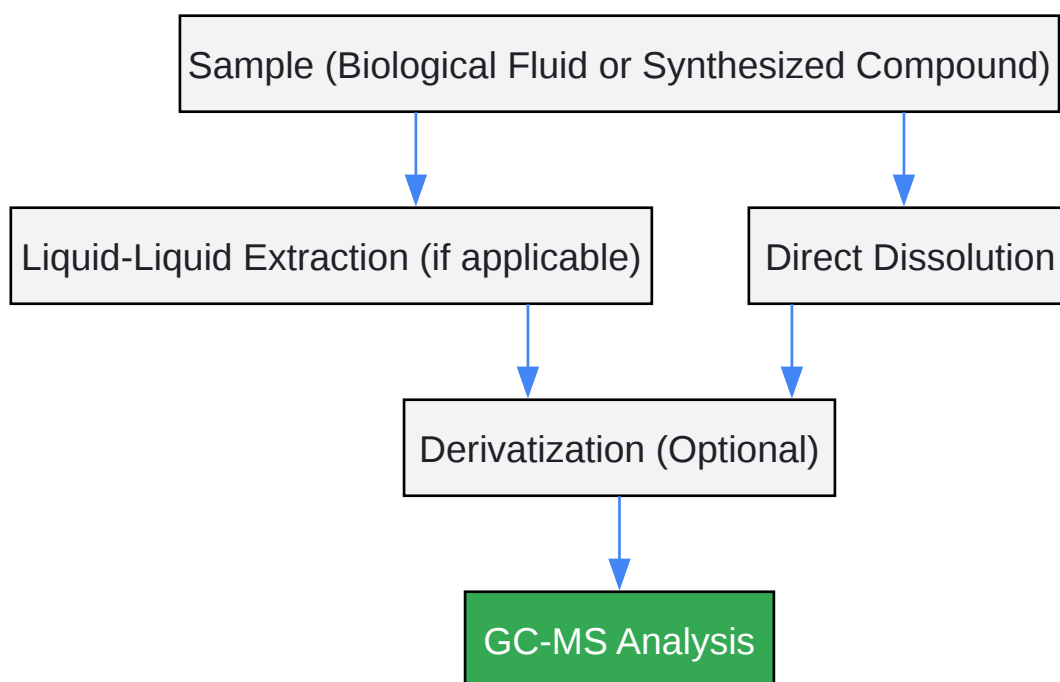 Sample (Biological Fluid or Synthesized Compound)
Liquid-Liquid Extraction (if applicable)
Direct Dissolution
Derivatization (Optional)
GC-MS Analysis